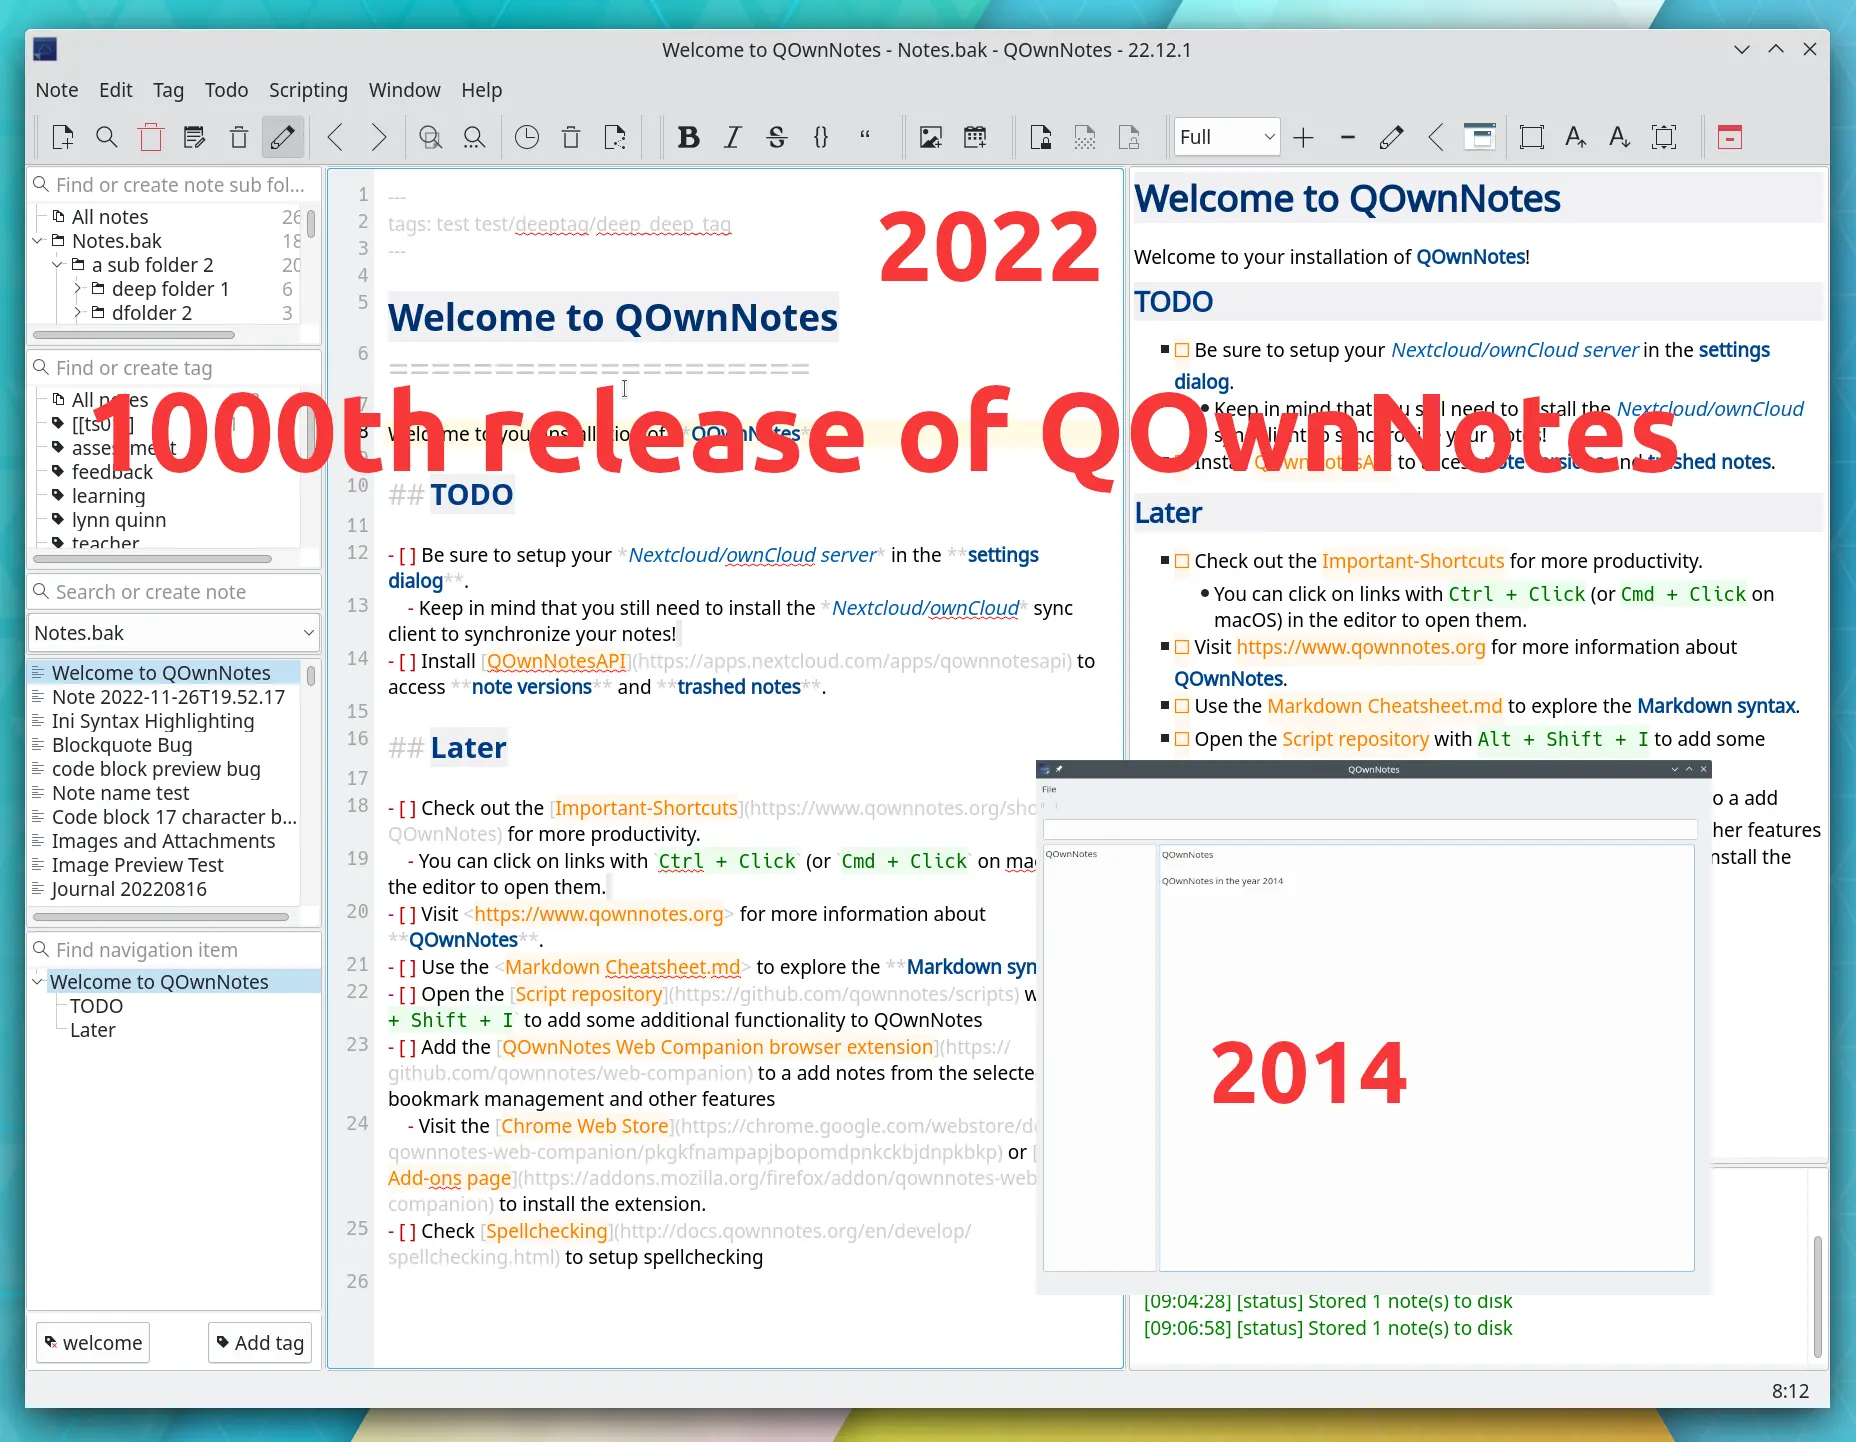 Welcome to QOwnNotes - Notes.bak - QOwnNotes - 22.12.1
Note Edit Tag Todo Scripting Window Help
B I S {} “ Full
Find or create note sub fol...
All notes 26
Notes.bak 18
a sub folder 2 20
deep folder 1 6
dfolder 2 3
Find or create tag
All notes
[[ts0
assessment
feedback
learning
lynn quinn
teacher
Search or create note
Notes.bak
Welcome to QOwnNotes
Note 2022-11-26T19.52.17
Ini Syntax Highlighting
Blockquote Bug
code block preview bug
Note name test
Code block 17 character b...
Images and Attachments
Image Preview Test
Journal 20220816
Find navigation item
Welcome to QOwnNotes
TODO
Later
welcome Add tag
1 ---
2 tags: test test/deeptag/deep_deep_tag
3 ---
4
5 Welcome to QOwnNotes
6 ====================
7
8 Welcome to your installation of **QOwnNotes**
2022
1000th release of QOwnNotes
10 ## TODO
11
12 - [ ] Be sure to setup your *Nextcloud/ownCloud server* in the **settings
dialog**.
13 - Keep in mind that you still need to install the *Nextcloud/ownCloud* sync
client to synchronize your notes!
14 - [ ] Install [QOwnNotesAPI](https://apps.nextcloud.com/apps/qownnotesapi) to
access **note versions** and **trashed notes**.
15
16 ## Later
17
18 - [ ] Check out the [Important-Shortcuts](https://www.qownnotes.org/sho
QOwnNotes) for more productivity.
19 - You can click on links with `Ctrl + Click` (or `Cmd + Click` on mac
the editor to open them.
20 - [ ] Visit <https://www.qownnotes.org> for more information about
**QOwnNotes**.
21 - [ ] Use the <Markdown Cheatsheet.md> to explore the **Markdown syn
22 - [ ] Open the [Script repository](https://github.com/qownnotes/scripts) w
+ Shift + I` to add some additional functionality to QOwnNotes
23 - [ ] Add the [QOwnNotes Web Companion browser extension](https://
github.com/qownnotes/web-companion) to a add notes from the selecte
bookmark management and other features
24 - Visit the [Chrome Web Store](https://chrome.google.com/webstore/de
qownnotes-web-companion/pkgkfnampapjbopomdpnkckbjdnpkbkp) or [
Add-ons page](https://addons.mozilla.org/firefox/addon/qownnotes-web
companion) to install the extension.
25 - [ ] Check [Spellchecking](http://docs.qownnotes.org/en/develop/
spellchecking.html) to setup spellchecking
26
Welcome to QOwnNotes
Welcome to your installation of QOwnNotes!
TODO
Be sure to setup your Nextcloud/ownCloud server in the settings
dialog.
Keep in mind that you still need to install the Nextcloud/ownCloud
sync client to synchronize your notes!
Install QOwnNotesAPI to access note versions and trashed notes.
Later
Check out the Important-Shortcuts for more productivity.
You can click on links with Ctrl + Click (or Cmd + Click on
macOS) in the editor to open them.
Visit https://www.qownnotes.org for more information about
QOwnNotes.
Use the Markdown Cheatsheet.md to explore the Markdown syntax.
Open the Script repository with Alt + Shift + I to add some
o a add
her features
nstall the
QOwnNotes
File
QOwnNotes
QOwnNotes
QOwnNotes in the year 2014
2014
[09:04:28] [status] Stored 1 note(s) to disk
[09:06:58] [status] Stored 1 note(s) to disk
8:12